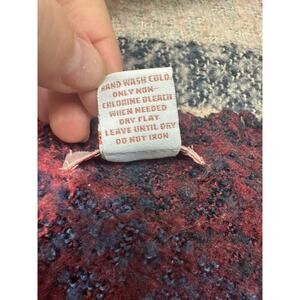 HAND WASH COLD.
ONLY NON-
CHLORINE BLEACH
WHEN NEEDED
DRY FLAT
LEAVE UNTIL DRY
DO NOT IRON